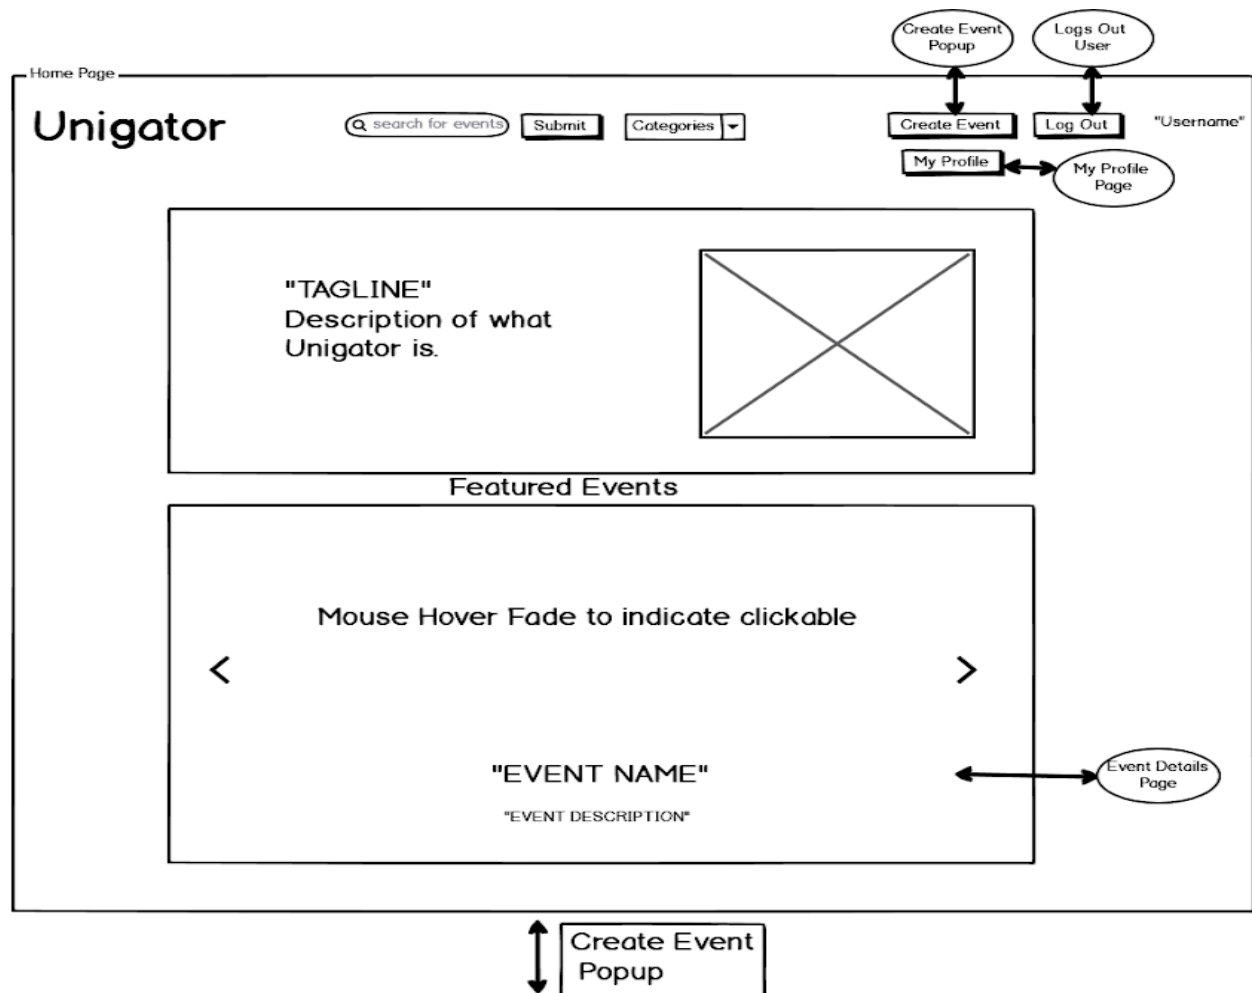 Create Event
Popup
Logs Out
User
Home Page
Unigator
search for events
Submit
Categories
Create Event
Log Out
"Username"
My Profile
My Profile
Page
"TAGLINE"
Description of what
Unigator is.
Featured Events
Mouse Hover Fade to indicate clickable
<
>
"EVENT NAME"
Event Details
Page
"EVENT DESCRIPTION"
Create Event
Popup